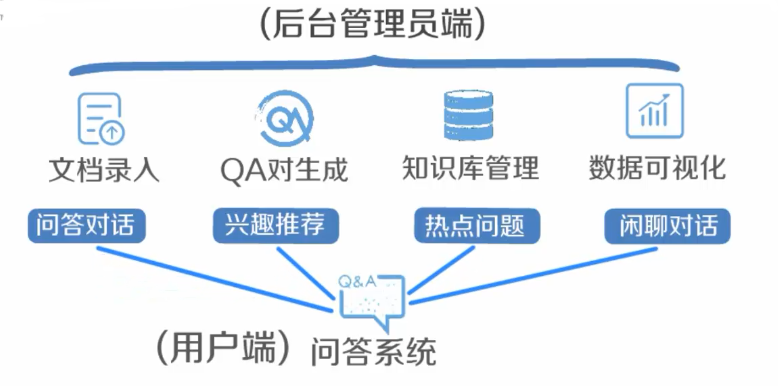 （后台管理员端）
QA
文档录入 QA对生成 知识库管理 数据可视化
问答对话 兴趣推荐 热点问题 闲聊对话
Q&A
（用户端） 问答系统